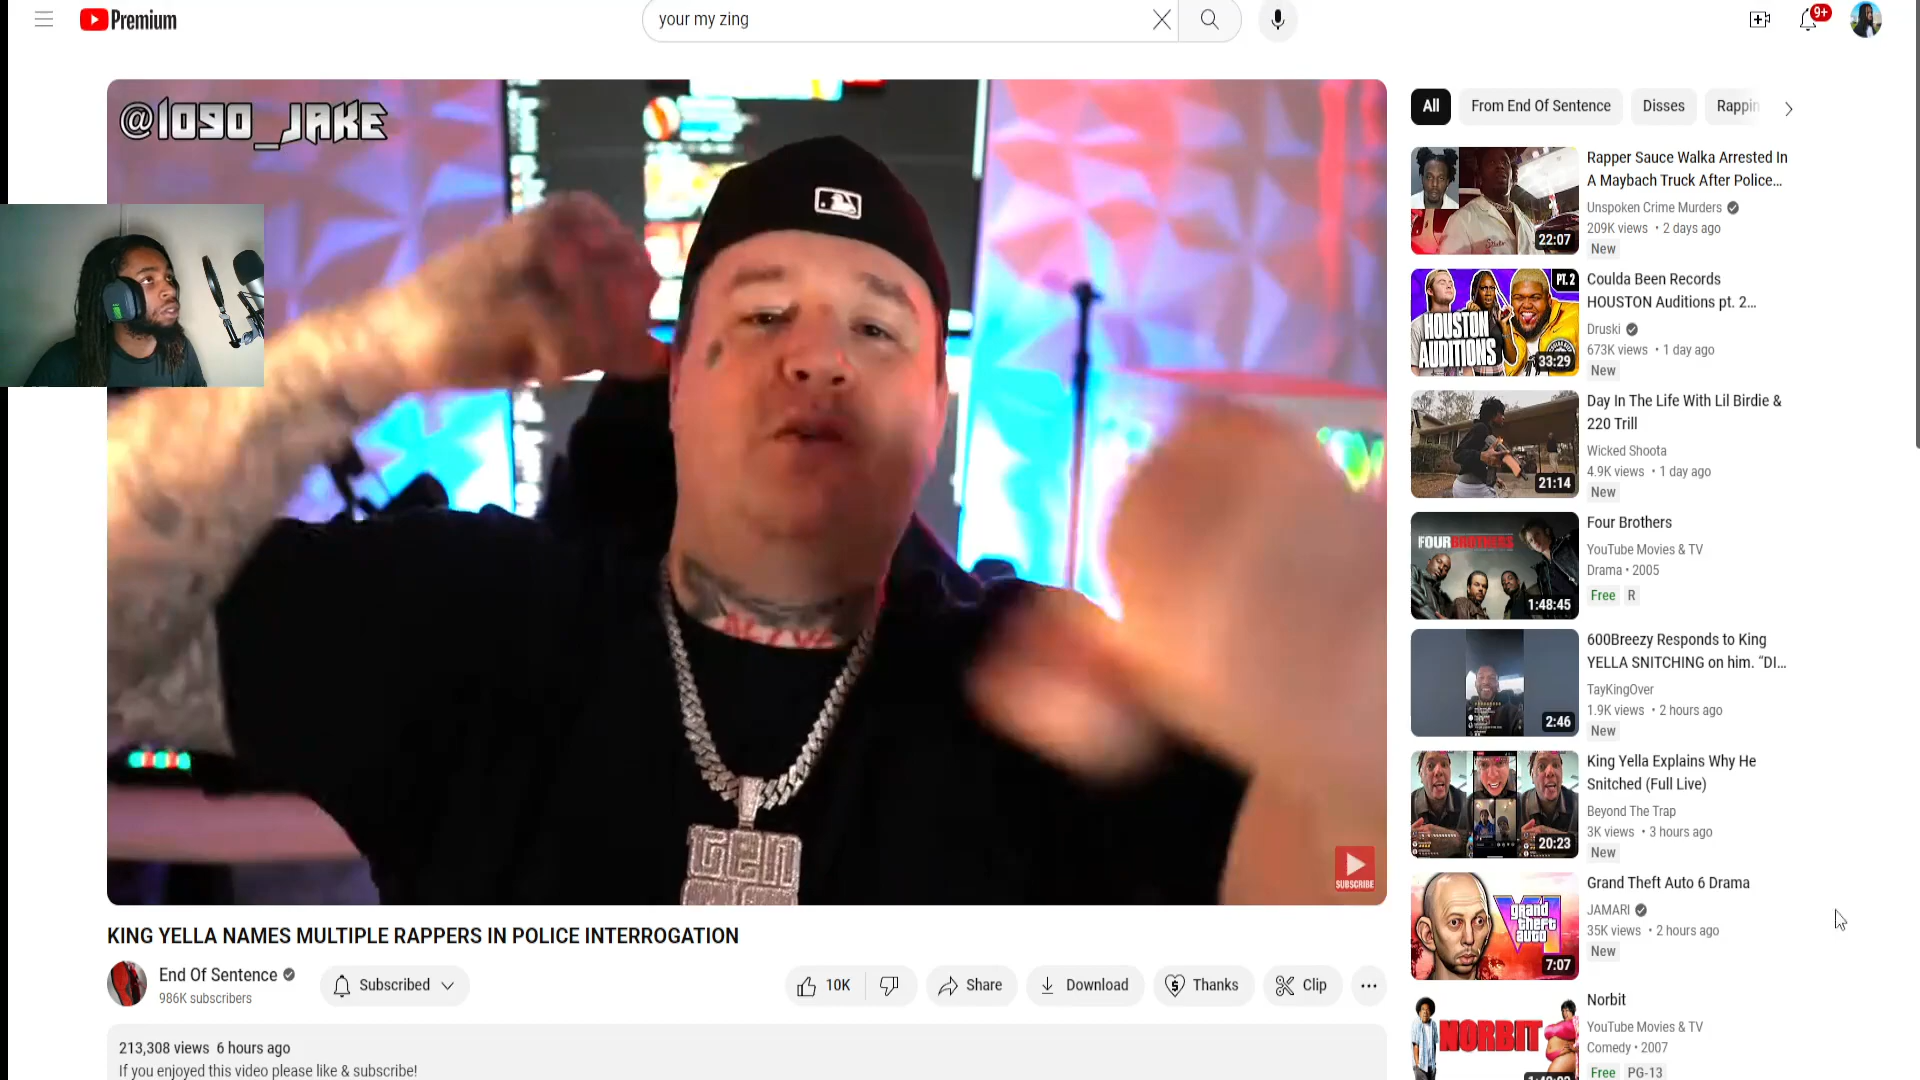 Premium
your my zing
9+
@1090_JAKE
SUBSCRIBE
KING YELLA NAMES MULTIPLE RAPPERS IN POLICE INTERROGATION
End Of Sentence
986K subscribers
Subscribed
10K
Share
Download
Thanks
Clip
213,308 views 6 hours ago
If you enjoyed this video please like & subscribe!
All
From End Of Sentence
Disses
Rappin
22:07
Rapper Sauce Walka Arrested In
A Maybach Truck After Police...
Unspoken Crime Murders
209K views • 2 days ago
New
PT.2
HOUSTON
AUDITIONS
33:29
Coulda Been Records
HOUSTON Auditions pt. 2...
Druski
673K views • 1 day ago
New
21:14
Day In The Life With Lil Birdie &
220 Trill
Wicked Shoota
4.9K views • 1 day ago
New
FOUR BROTHERS
1:48:45
Four Brothers
YouTube Movies & TV
Drama • 2005
Free R
2:46
600Breezy Responds to King
YELLA SNITCHING on him. “DI...
TayKingOver
1.9K views • 2 hours ago
New
20:23
King Yella Explains Why He
Snitched (Full Live)
Beyond The Trap
3K views • 3 hours ago
New
grand
theft
auto
VI
7:07
Grand Theft Auto 6 Drama
JAMARI
35K views • 2 hours ago
New
NORBIT
Norbit
YouTube Movies & TV
Comedy • 2007
Free PG-13